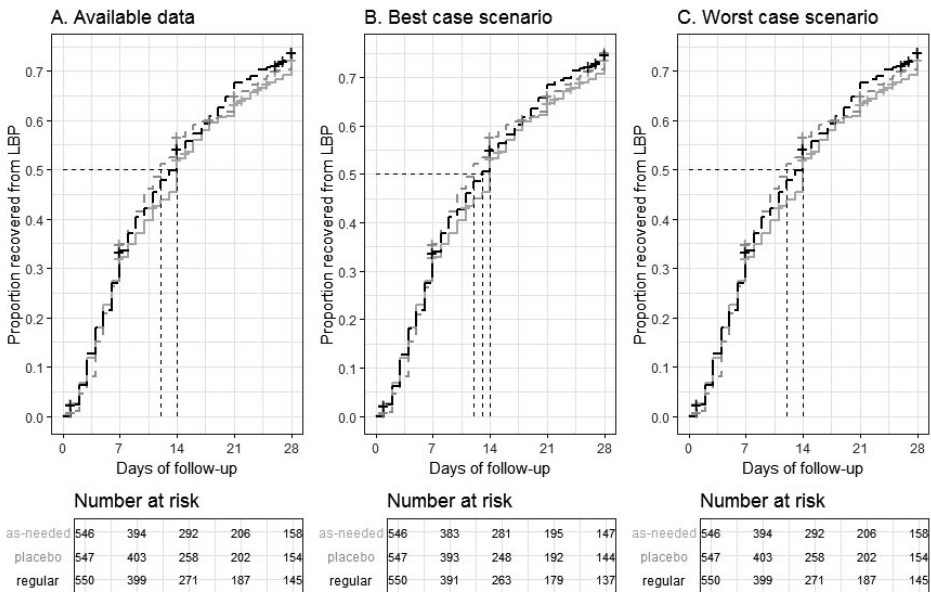 A. Available data
Proportion recovered from LBP
0.7
0.6
0.5
0.4
0.3
0.2
0.1
0.0
0 7 14 21 28
Days of follow-up
Number at risk
as-needed 546 394 292 206 158
placebo 547 403 258 202 154
regular 550 399 271 187 145
B. Best case scenario
Proportion recovered from LBP
0.7
0.6
0.5
0.4
0.3
0.2
0.1
0.0
0 7 14 21 28
Days of follow-up
Number at risk
as-needed 546 383 281 195 147
placebo 547 393 248 192 144
regular 550 391 263 179 137
C. Worst case scenario
Proportion recovered from LBP
0.7
0.6
0.5
0.4
0.3
0.2
0.1
0.0
0 7 14 21 28
Days of follow-up
Number at risk
as-needed 546 394 292 206 158
placebo 547 403 258 202 154
regular 550 399 271 187 145